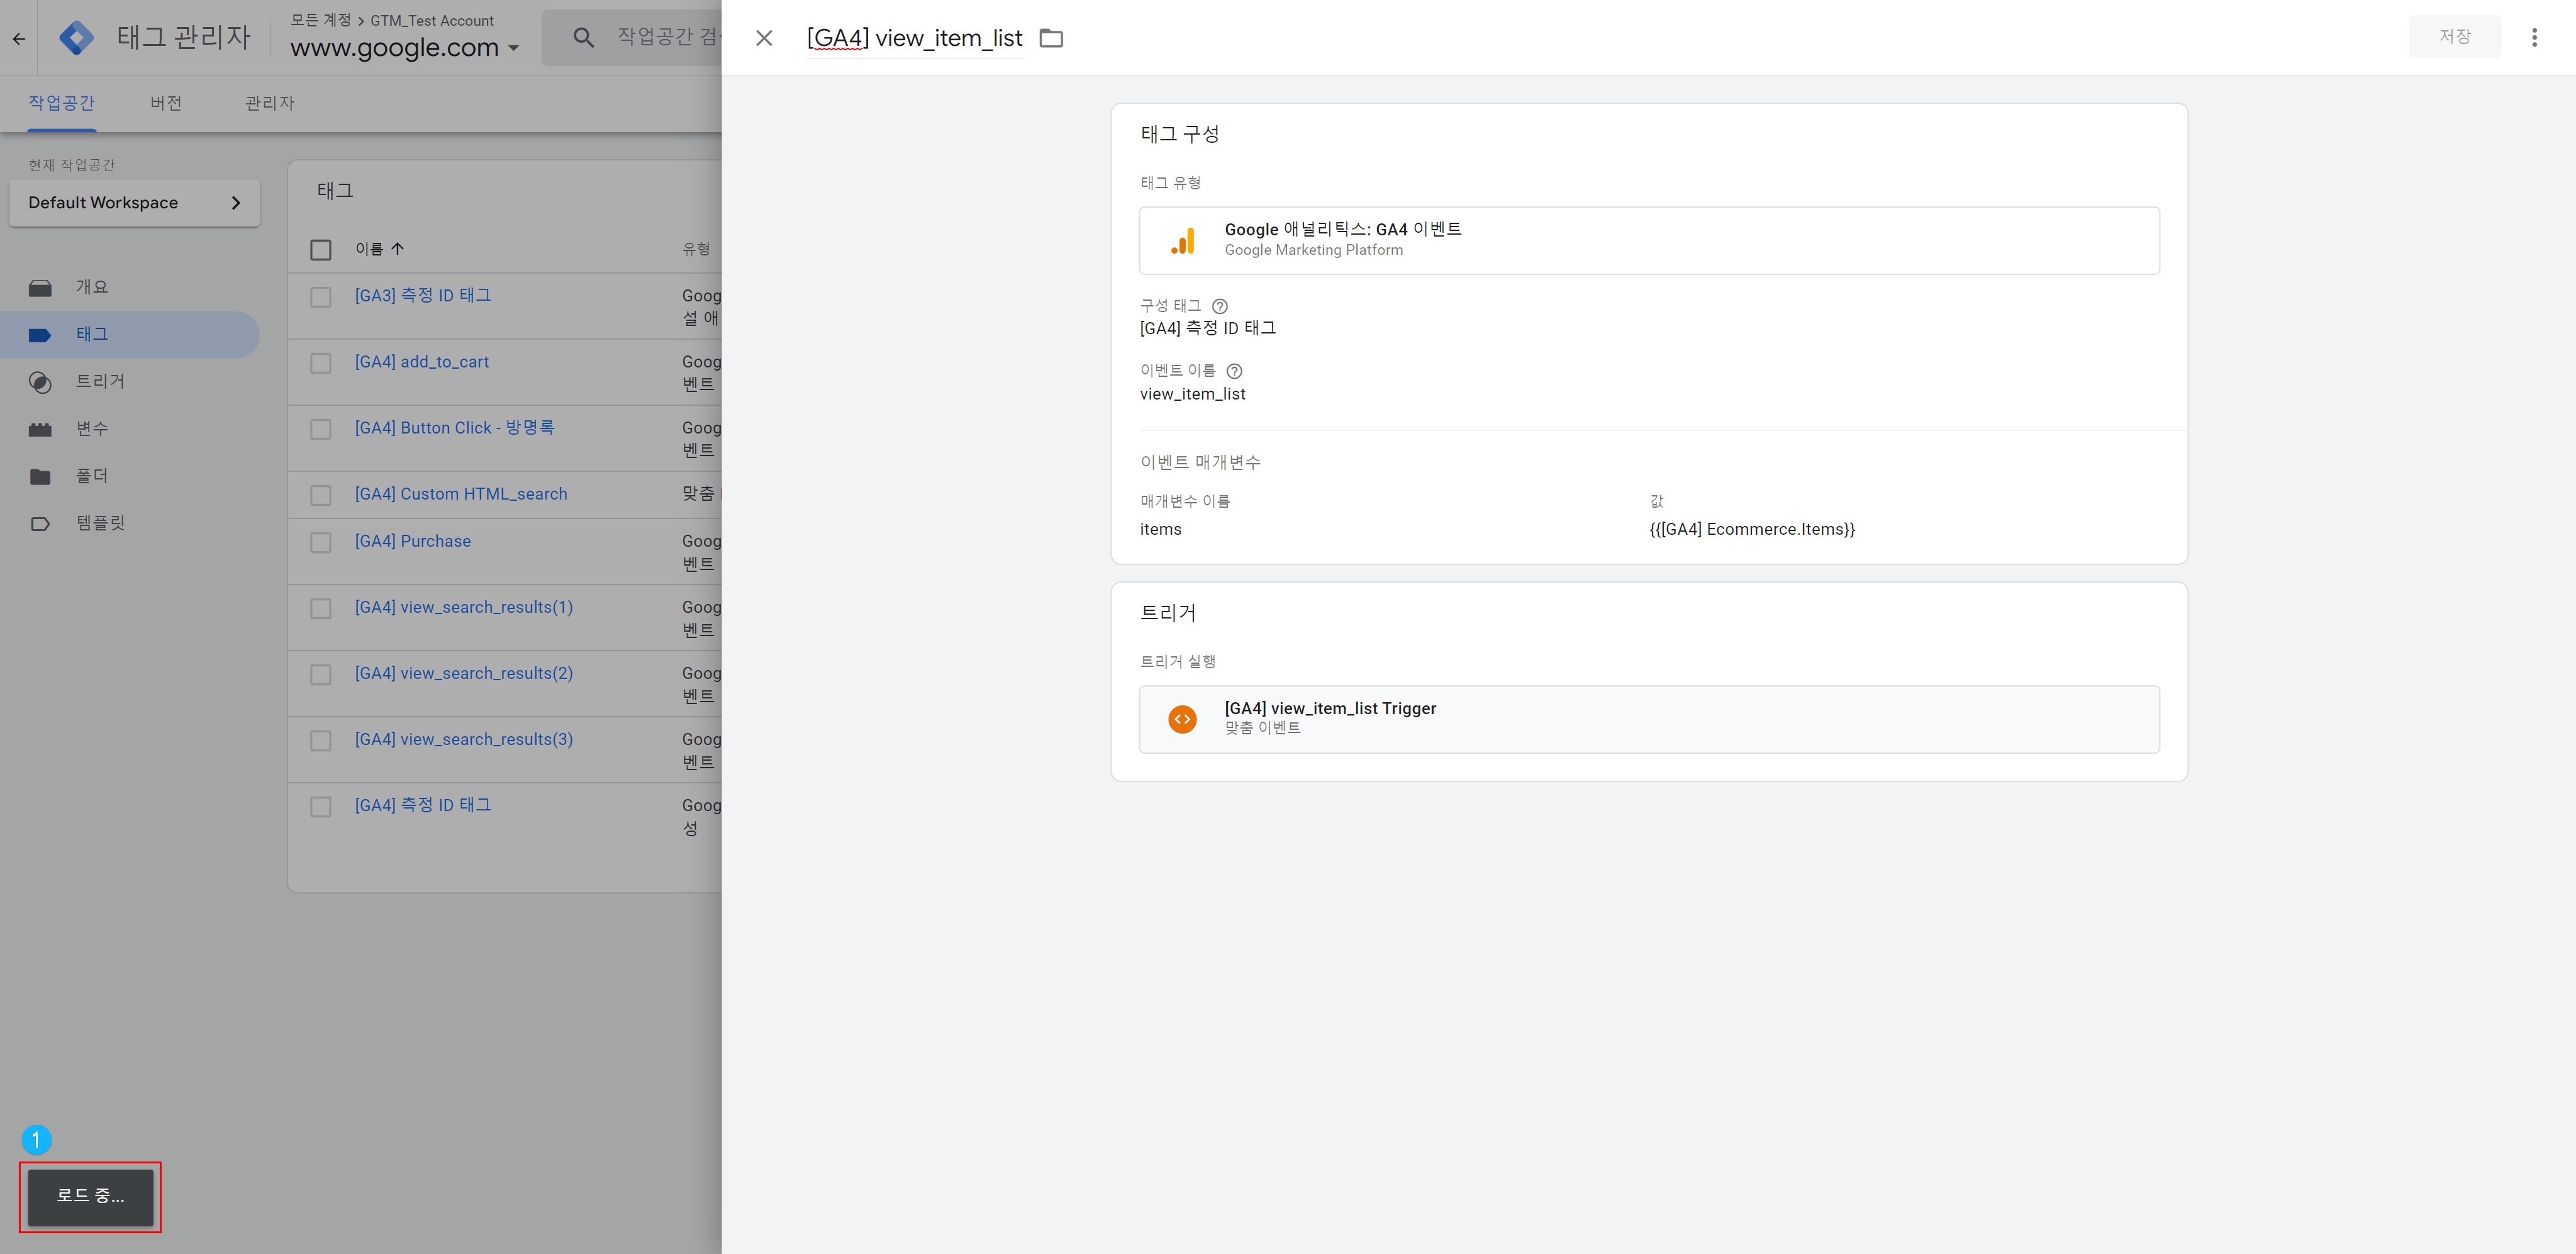 태그 관리자
모든 계정 > GTM_Test Account
www.google.com
작업공간 검
작업공간
버전
관리자
현재 작업공간
Default Workspace
개요
태그
트리거
변수
폴더
템플릿
태그
이름
유형
[GA3] 측정 ID 태그
Goog
설 애
[GA4] add_to_cart
Goog
벤트
[GA4] Button Click - 방명록
Goog
벤트
[GA4] Custom HTML_search
맞춤
[GA4] Purchase
Goog
벤트
[GA4] view_search_results(1)
Goog
벤트
[GA4] view_search_results(2)
Goog
벤트
[GA4] view_search_results(3)
Goog
벤트
[GA4] 측정 ID 태그
Goog
성
1
로드 중...
[GA4] view_item_list
저장
태그 구성
태그 유형
Google 애널리틱스: GA4 이벤트
Google Marketing Platform
구성 태그
[GA4] 측정 ID 태그
이벤트 이름
view_item_list
이벤트 매개변수
매개변수 이름
값
items
{{[GA4] Ecommerce.Items}}
트리거
트리거 실행
[GA4] view_item_list Trigger
맞춤 이벤트